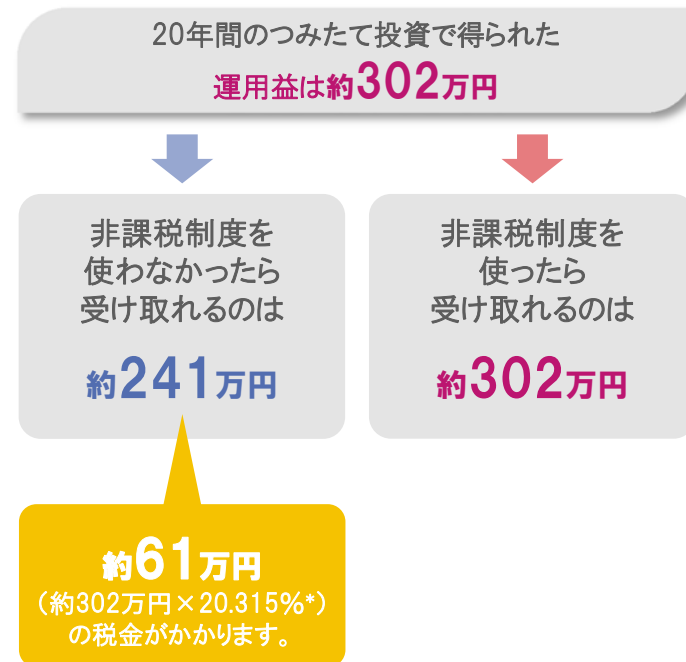 20年間のつみたて投資で得られた
運用益は約302万円
非課税制度を
使わなかったら
受け取れるのは
約241万円
非課税制度を
使ったら
受け取れるのは
約302万円
約61万円
（約302万円×20.315%*）
の税金がかかります。